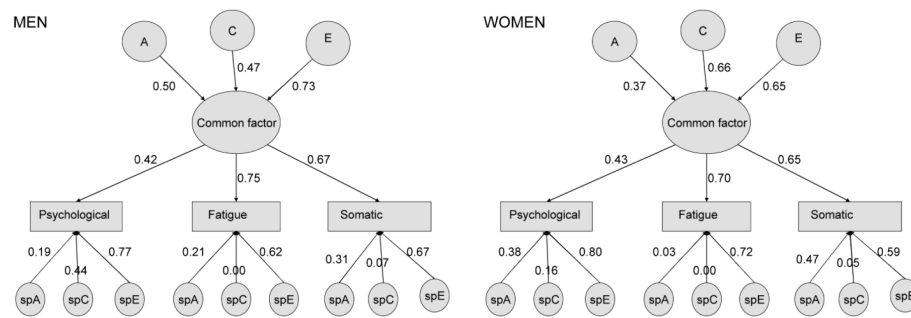 MEN
A
C
E
0.50
0.47
0.73
Common factor
0.42
0.75
0.67
Psychological
Fatigue
Somatic
0.19
0.44
0.77
0.21
0.00
0.62
0.31
0.07
0.67
spA
spC
spE
spA
spC
spE
spA
spC
spE
WOMEN
A
C
E
0.37
0.66
0.65
Common factor
0.43
0.70
0.65
Psychological
Fatigue
Somatic
0.38
0.16
0.80
0.03
0.00
0.72
0.47
0.05
0.59
spA
spC
spE
spA
spC
spE
spA
spC
spE